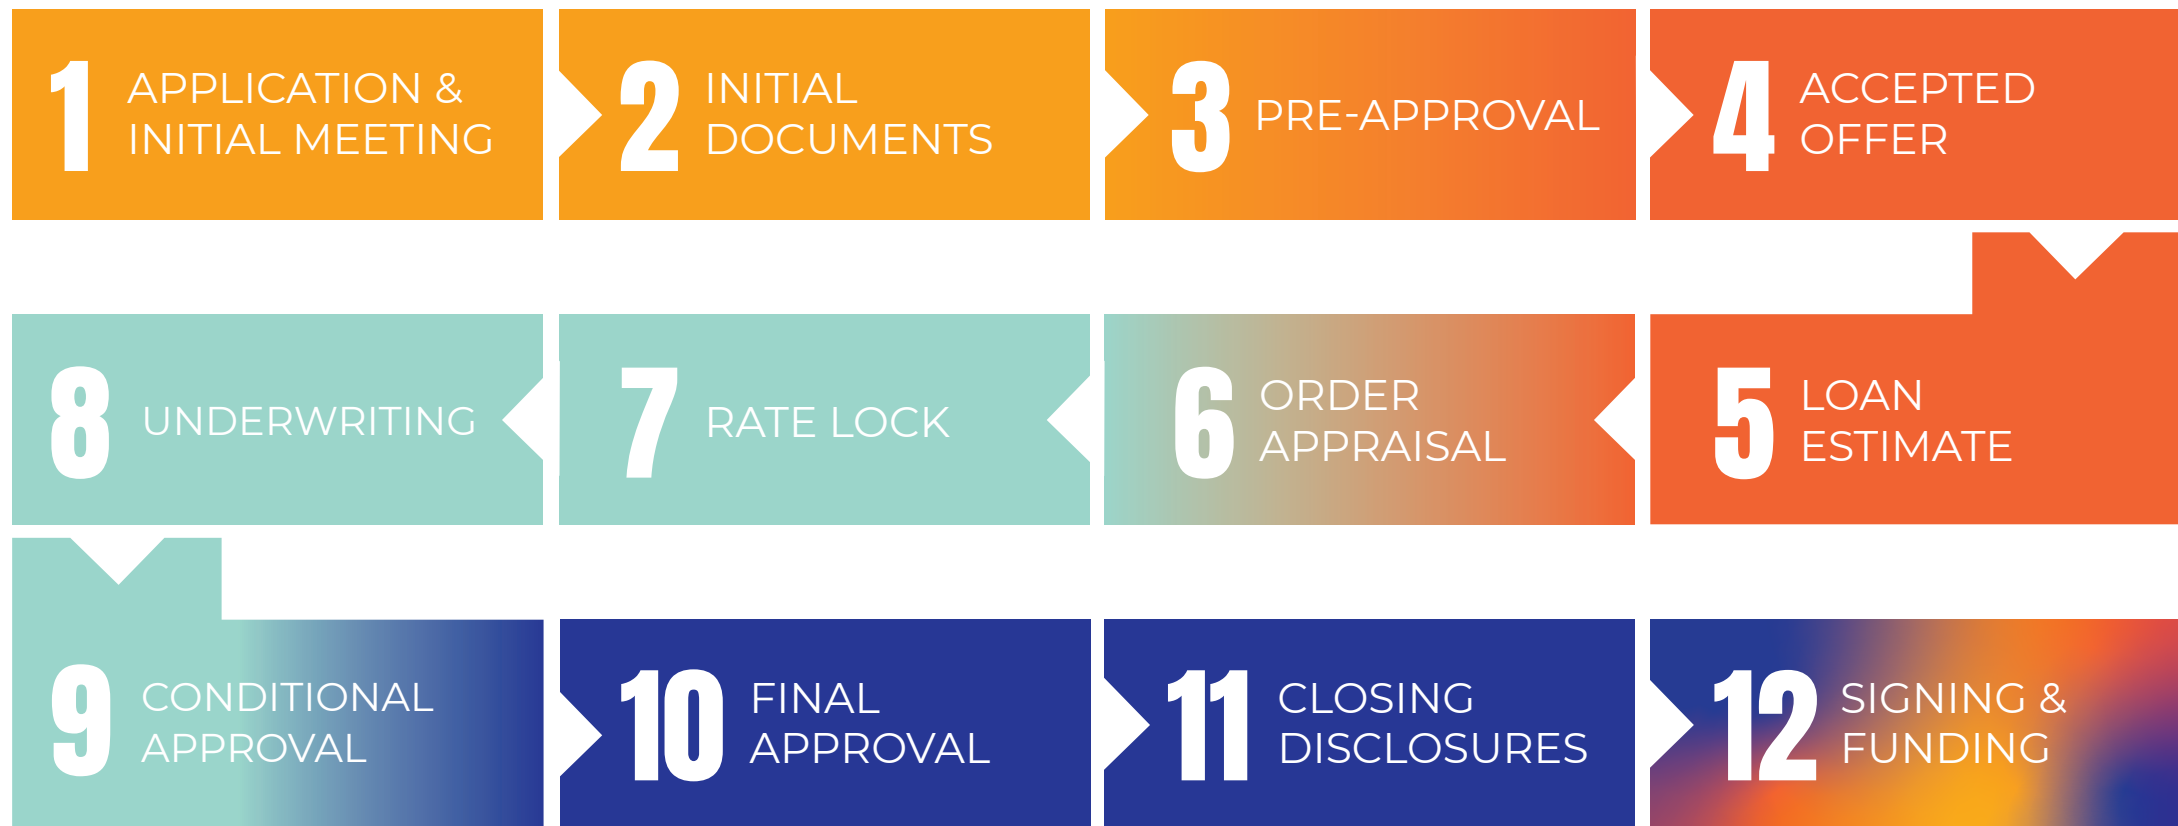 1 APPLICATION &
INITIAL MEETING
2 INITIAL
DOCUMENTS
3 PRE-APPROVAL
4 ACCEPTED
OFFER
5 LOAN
ESTIMATE
6 ORDER
APPRAISAL
7 RATE LOCK
8 UNDERWRITING
9 CONDITIONAL
APPROVAL
10 FINAL
APPROVAL
11 CLOSING
DISCLOSURES
12 SIGNING &
FUNDING